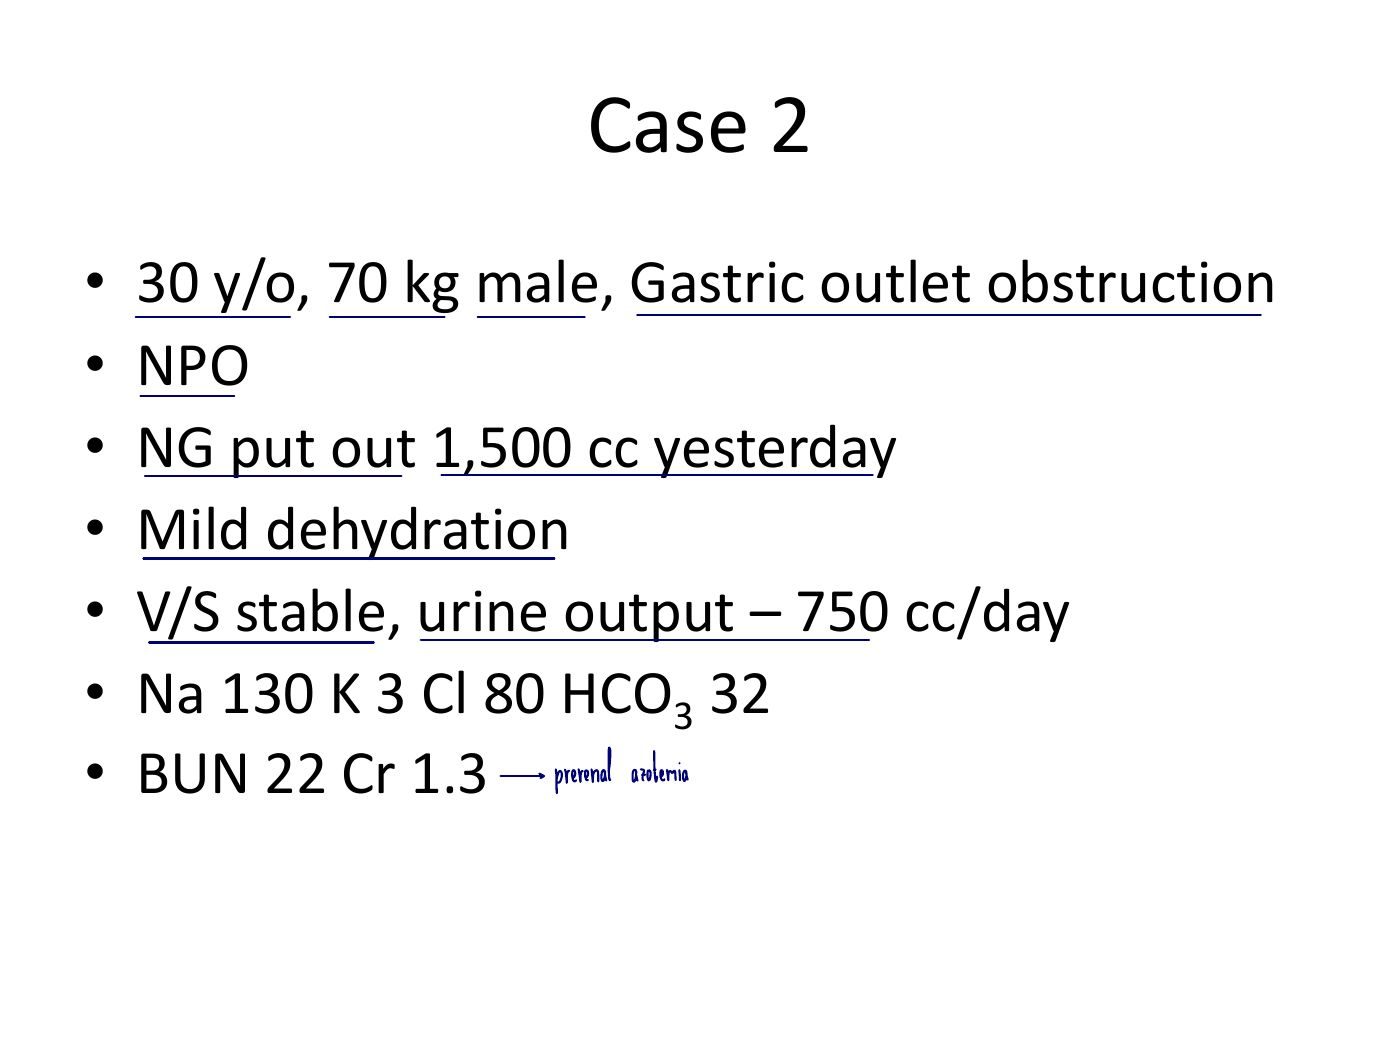 Case 2
• 30 y/o, 70 kg male, Gastric outlet obstruction
• NPO
• NG put out 1,500 cc yesterday
• Mild dehydration
• V/S stable, urine output – 750 cc/day
• Na 130 K 3 Cl 80 HCO₃ 32
• BUN 22 Cr 1.3 → prerenal azotemia